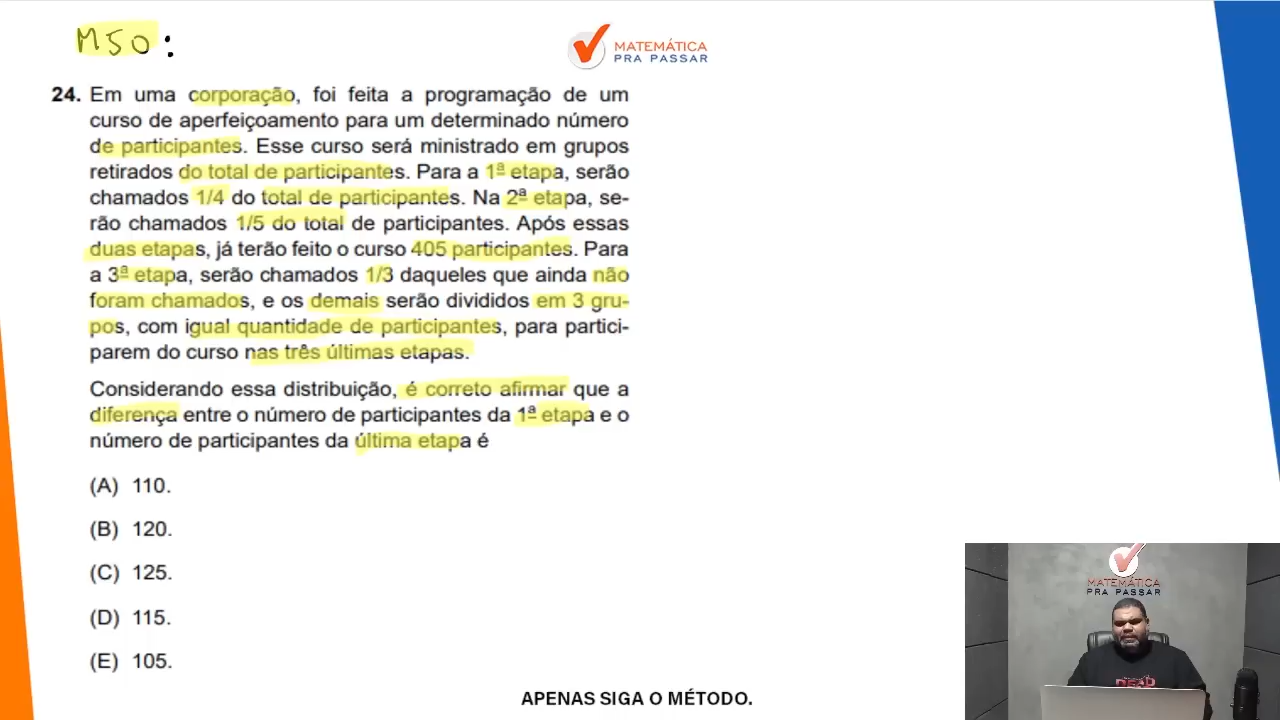 M50:
MATEMÁTICA
PRA PASSAR
24. Em uma corporação, foi feita a programação de um
curso de aperfeiçoamento para um determinado número
de participantes. Esse curso será ministrado em grupos
retirados do total de participantes. Para a 1ª etapa, serão
chamados 1/4 do total de participantes. Na 2ª etapa, se-
rão chamados 1/5 do total de participantes. Após essas
duas etapas, já terão feito o curso 405 participantes. Para
a 3ª etapa, serão chamados 1/3 daqueles que ainda não
foram chamados, e os demais serão divididos em 3 gru-
pos, com igual quantidade de participantes, para partici-
parem do curso nas três últimas etapas.
Considerando essa distribuição, é correto afirmar que a
diferença entre o número de participantes da 1ª etapa e o
número de participantes da última etapa é
(A) 110.
(B) 120.
(C) 125.
(D) 115.
(E) 105.
MATEMÁTICA
PRA PASSAR
APENAS SIGA O MÉTODO.